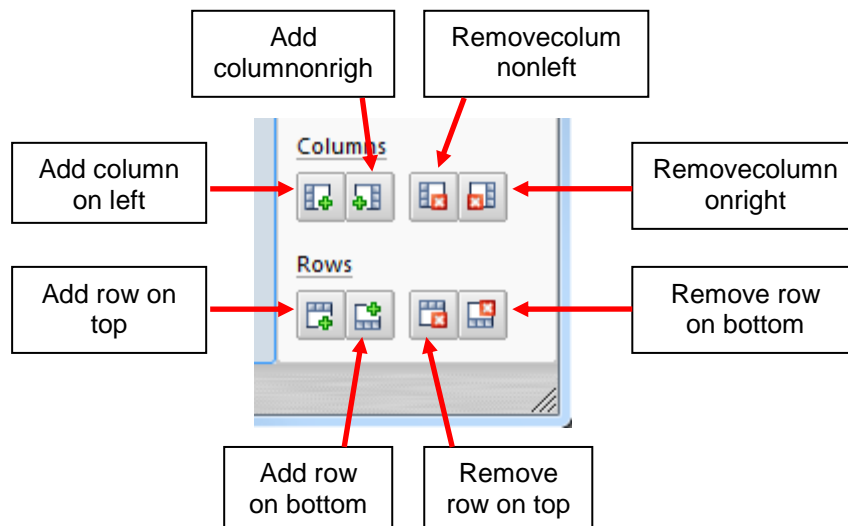 Add
columnonrigh
Removecolum
nonleft
Add column
on left
Columns
Removecolumn
onright
Add row on
top
Rows
Remove row
on bottom
Add row
on bottom
Remove
row on top